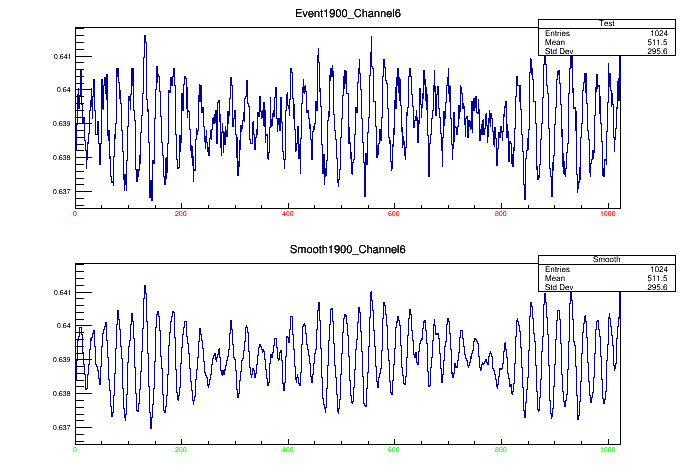 Event1900_Channel6
Test
Entries 1024
Mean 511.5
Std Dev 295.6
0.641
0.64
0.639
0.638
0.637
0 200 400 600 800 1000
Smooth1900_Channel6
Smooth
Entries 1024
Mean 511.5
Std Dev 295.6
0.641
0.64
0.639
0.638
0.637
0 200 400 600 800 1000